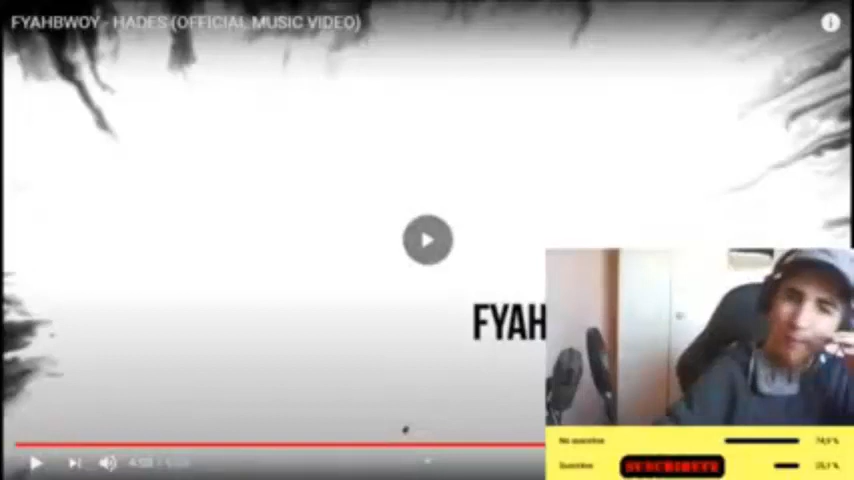 FYAHBWOY - HADES (OFFICIAL MUSIC VIDEO)
FYAH
No suscritos
Suscritos
SUSCRIBETE